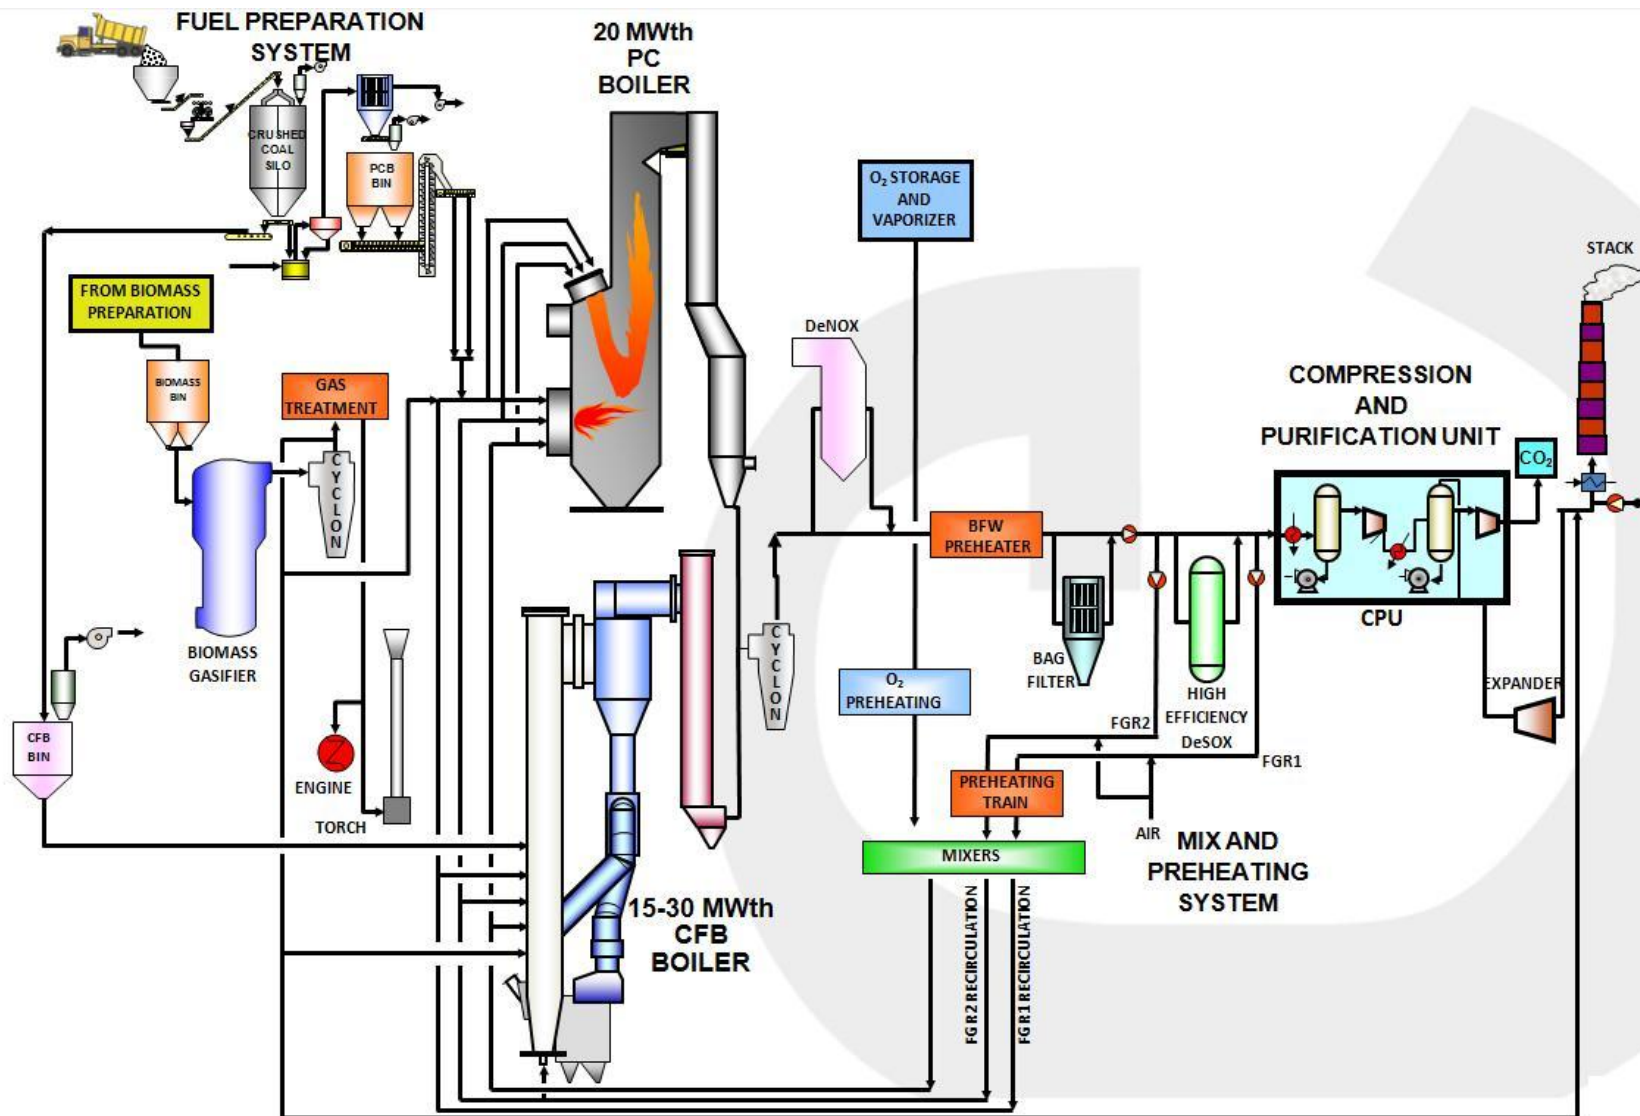 FUEL PREPARATION
SYSTEM
20 MWth
PC
BOILER
CRUSHED
COAL
SILO
PCB
BIN
O₂ STORAGE
AND
VAPORIZER
STACK
FROM BIOMASS
PREPARATION
DeNOX
BIOMASS
BIN
GAS
TREATMENT
COMPRESSION
AND
PURIFICATION UNIT
CO₂
CYCLON
BFW
PREHEATER
CPU
BIOMASS
GASIFIER
CYCLON
BAG
FILTER
HIGH
EFFICIENCY
DeSOX
O₂
PREHEATING
EXPANDER
FGR2
FGR1
CFB
BIN
ENGINE
TORCH
PREHEATING
TRAIN
AIR
MIXERS
MIX AND
PREHEATING
SYSTEM
15-30 MWth
CFB
BOILER
FGR2 RECIRCULATION
FGR1 RECIRCULATION